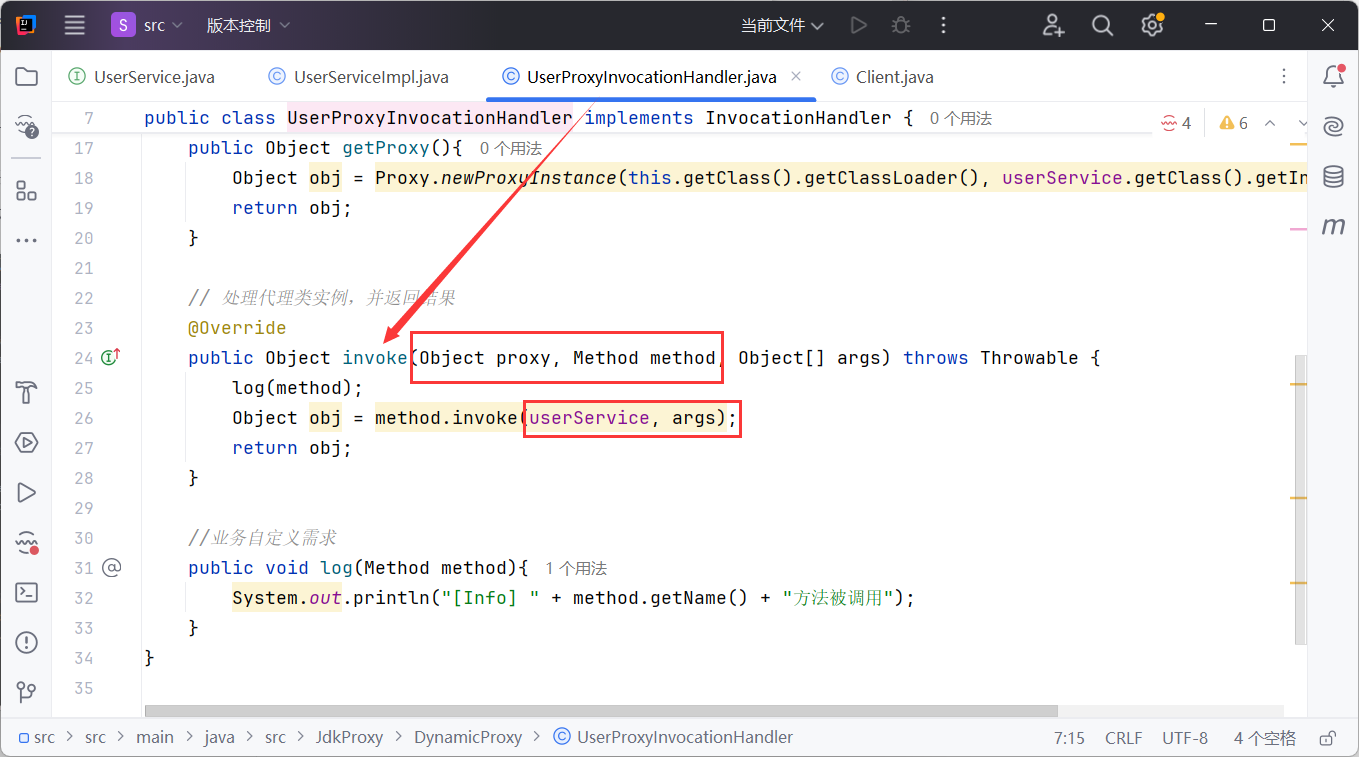 S src 版本控制 当前文件
UserService.java UserServiceImpl.java UserProxyInvocationHandler.java Client.java
7 public class UserProxyInvocationHandler implements InvocationHandler { 0 个用法 4 6
17 public Object getProxy(){ 0 个用法
18 Object obj = Proxy.newProxyInstance(this.getClass().getClassLoader(), userService.getClass().getIn
19 return obj;
20 }
21
22 // 处理代理类实例，并返回结果
23 @Override
24 public Object invoke(Object proxy, Method method, Object[] args) throws Throwable {
25 log(method);
26 Object obj = method.invoke(userService, args);
27 return obj;
28 }
29
30 //业务自定义需求
31 public void log(Method method){ 1 个用法
32 System.out.println("[Info] " + method.getName() + "方法被调用");
33 }
34 }
35
src > src > main > java > src > JdkProxy > DynamicProxy > UserProxyInvocationHandler 7:15 CRLF UTF-8 4 个空格